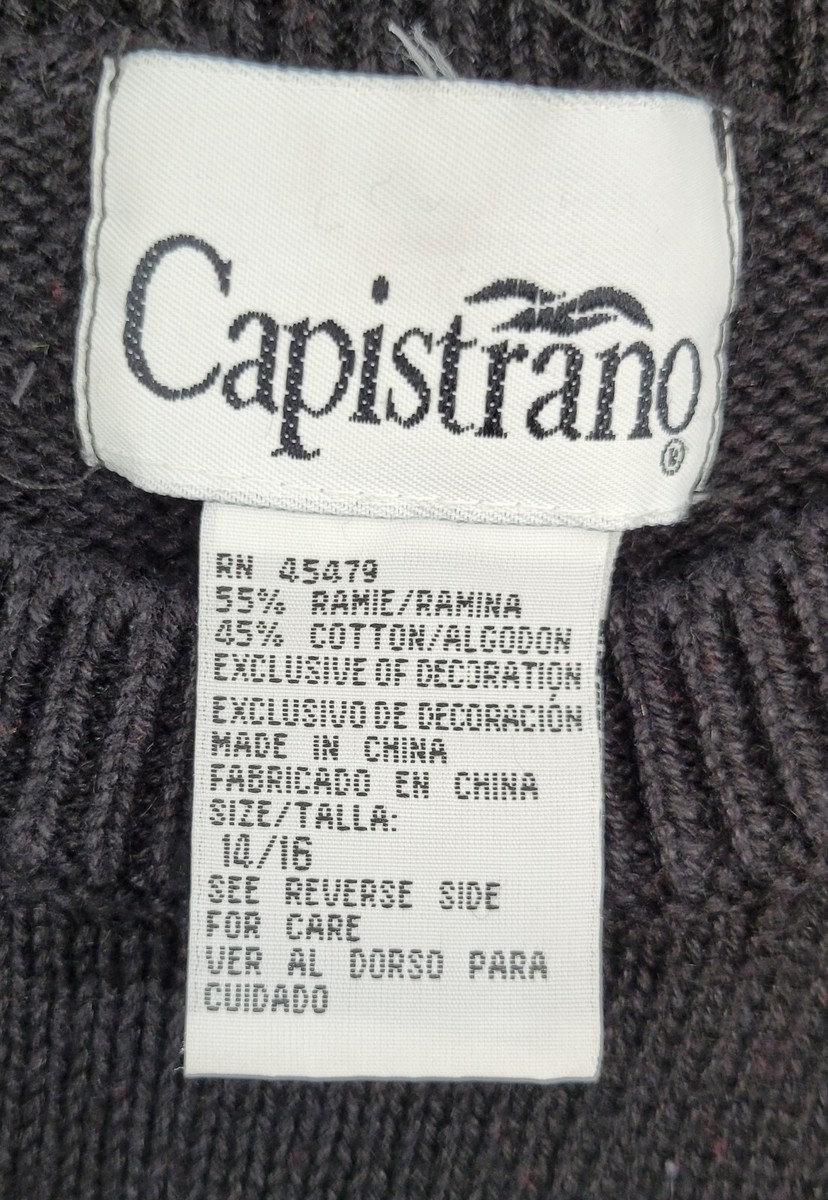 Capistrano
®
RN 45479
55% RAMIE/RAMINA
45% COTTON/ALGODON
EXCLUSIVE OF DECORATION
EXCLUSIVO DE DECORACIÓN
MADE IN CHINA
FABRICADO EN CHINA
SIZE/TALLA:
14/16
SEE REVERSE SIDE
FOR CARE
VER AL DORSO PARA
CUIDADO